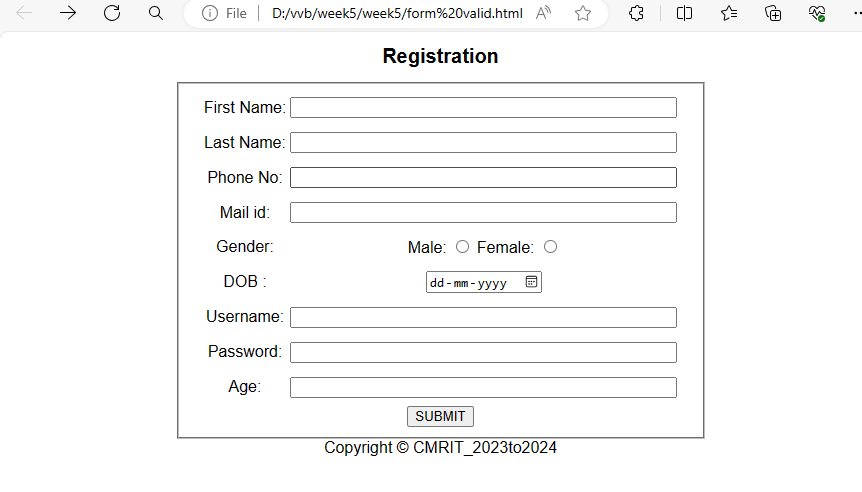 File D:/vvb/week5/week5/form%20valid.html A
Registration
First Name:
Last Name:
Phone No:
Mail id:
Gender: Male: Female:
DOB : dd-mm-yyyy
Username:
Password:
Age:
SUBMIT
Copyright © CMRIT_2023to2024